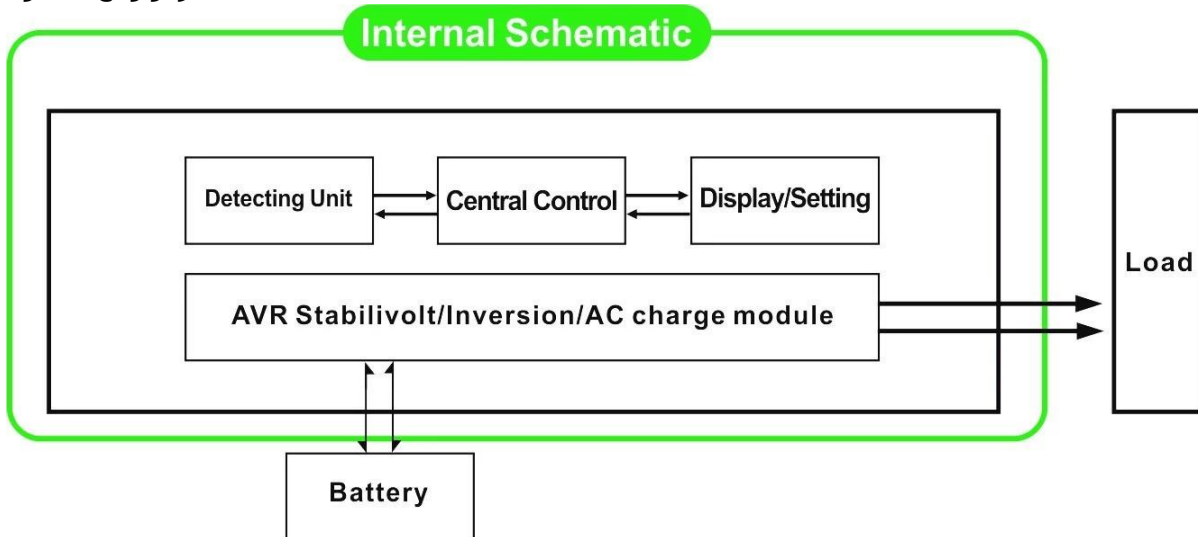 Internal Schematic
Detecting Unit
Central Control
Display/Setting
AVR Stabilivolt/Inversion/AC charge module
Load
Battery